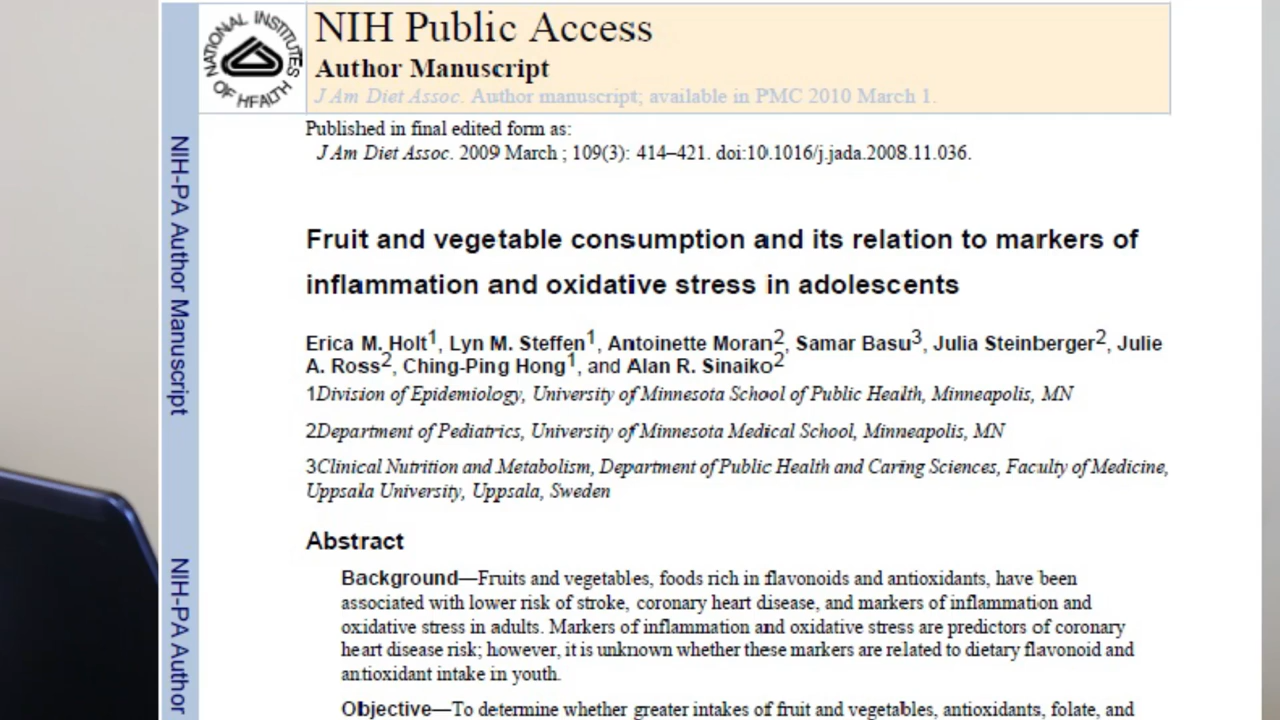 NATIONAL INSTITUTES OF HEALTH
NIH Public Access
Author Manuscript
J Am Diet Assoc. Author manuscript; available in PMC 2010 March 1.
Published in final edited form as:
J Am Diet Assoc. 2009 March ; 109(3): 414–421. doi:10.1016/j.jada.2008.11.036.
NIH-PA Author Manuscript
NIH-PA Author
Fruit and vegetable consumption and its relation to markers of
inflammation and oxidative stress in adolescents
Erica M. Holt1, Lyn M. Steffen1, Antoinette Moran2, Samar Basu3, Julia Steinberger2, Julie
A. Ross2, Ching-Ping Hong1, and Alan R. Sinaiko2
1Division of Epidemiology, University of Minnesota School of Public Health, Minneapolis, MN
2Department of Pediatrics, University of Minnesota Medical School, Minneapolis, MN
3Clinical Nutrition and Metabolism, Department of Public Health and Caring Sciences, Faculty of Medicine,
Uppsala University, Uppsala, Sweden
Abstract
Background—Fruits and vegetables, foods rich in flavonoids and antioxidants, have been
associated with lower risk of stroke, coronary heart disease, and markers of inflammation and
oxidative stress in adults. Markers of inflammation and oxidative stress are predictors of coronary
heart disease risk; however, it is unknown whether these markers are related to dietary flavonoid and
antioxidant intake in youth.
Objective—To determine whether greater intakes of fruit and vegetables, antioxidants, folate, and